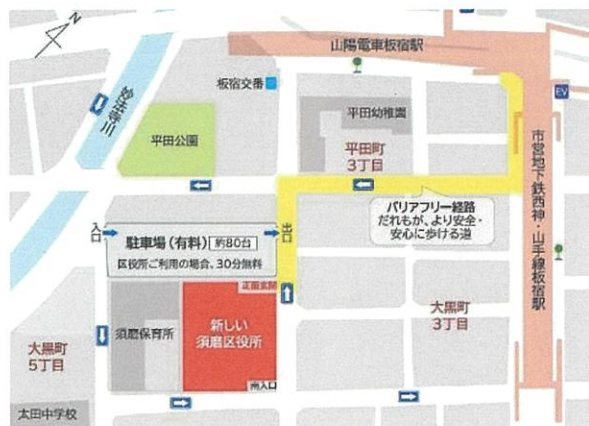 N
山陽電車板宿駅
板宿交番
EV
妙法寺川
平田公園
平田幼稚園
平田町
3丁目
市営地下鉄西神・山手線板宿駅
バリアフリー経路
だれもが、より安全・
安心に歩ける道
入口
出口
駐車場(有料) 約80台
区役所ご利用の場合、30分無料
正面玄関
新しい
須磨区役所
須磨保育所
大黒町
3丁目
大黒町
5丁目
南入口
太田中学校